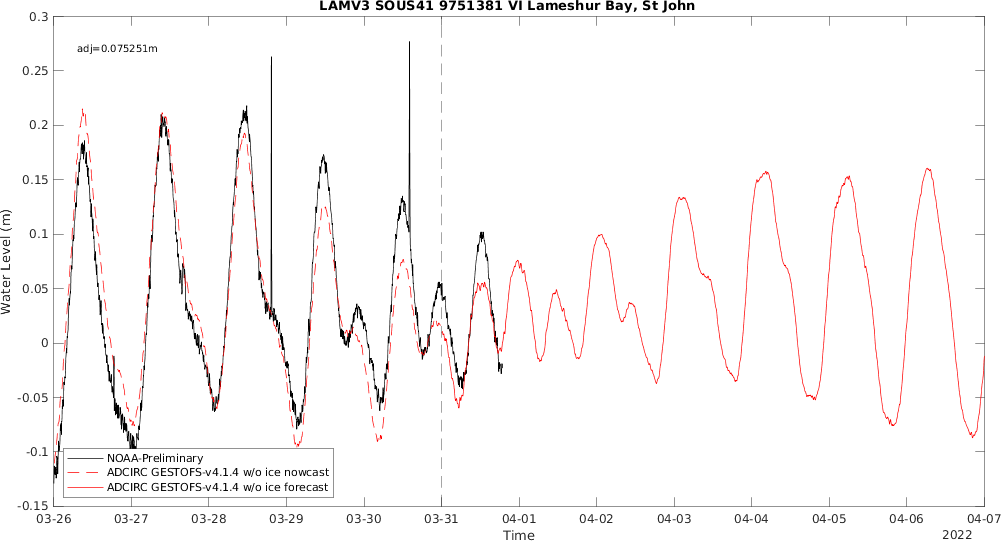 LAMV3 SOUS41 9751381 VI Lameshur Bay, St John
adj=0.075251m
0.3
0.25
0.2
0.15
0.1
0.05
0
-0.05
-0.1
-0.15
Water Level (m)
NOAA-Preliminary
ADCIRC GESTOFS-v4.1.4 w/o ice nowcast
ADCIRC GESTOFS-v4.1.4 w/o ice forecast
03-26 03-27 03-28 03-29 03-30 03-31 04-01 04-02 04-03 04-04 04-05 04-06 04-07
Time
2022